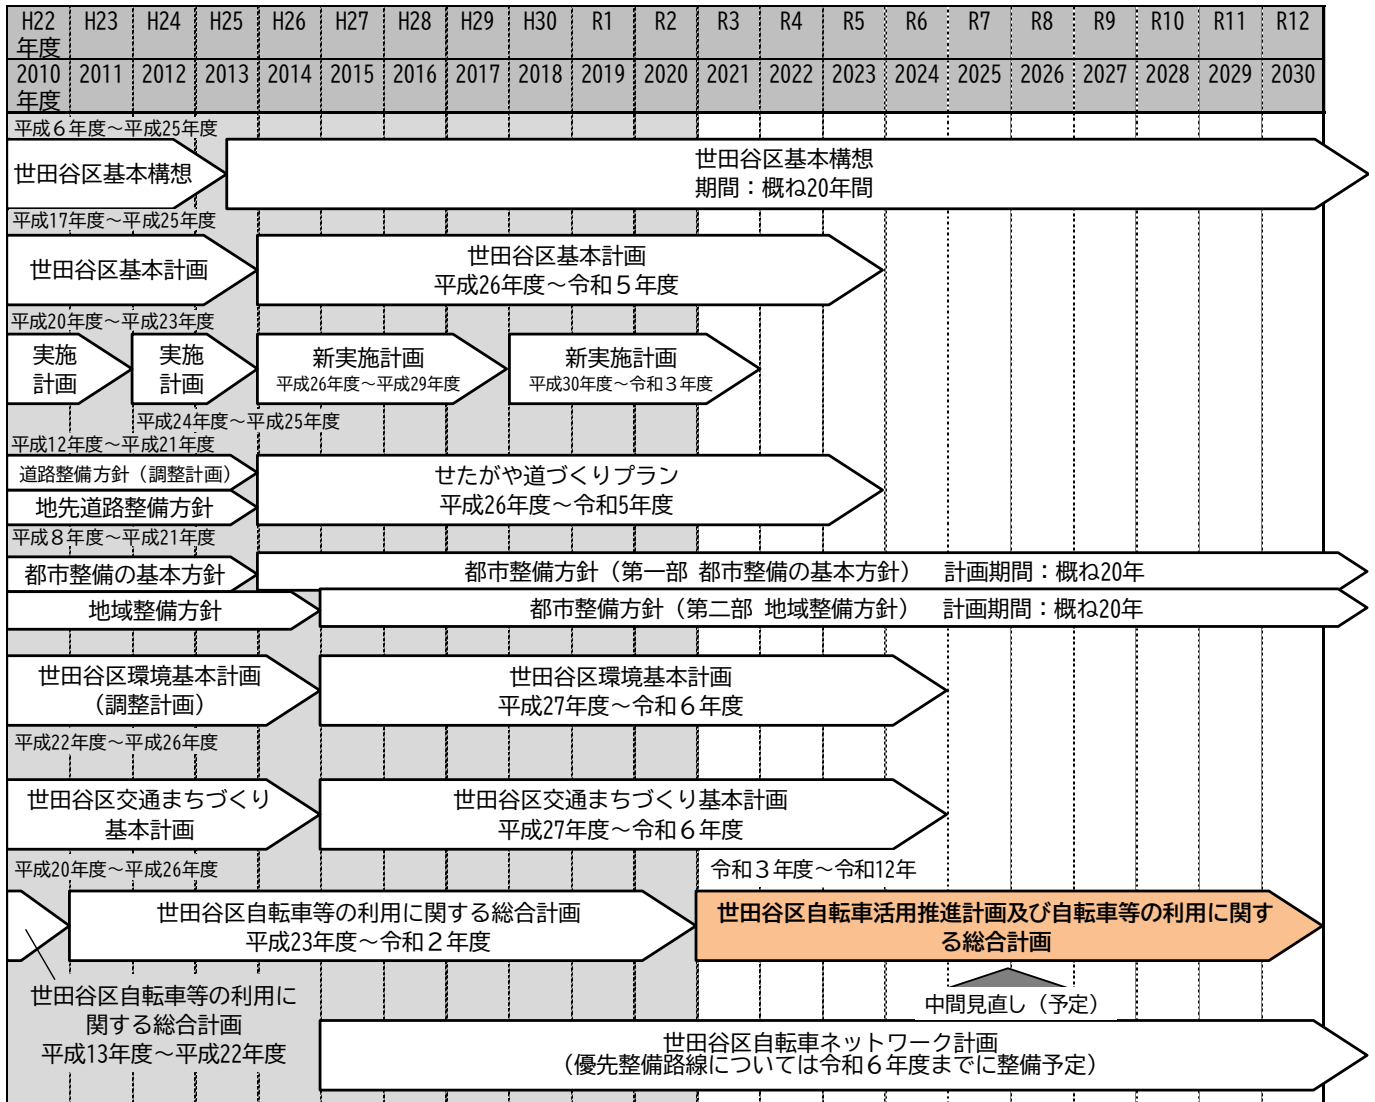 H22 H23 H24 H25 H26 H27 H28 H29 H30 R1 R2 R3 R4 R5 R6 R7 R8 R9 R10 R11 R12
年度
2010 2011 2012 2013 2014 2015 2016 2017 2018 2019 2020 2021 2022 2023 2024 2025 2026 2027 2028 2029 2030
年度
平成６年度～平成25年度
世田谷区基本構想
世田谷区基本構想
期間：概ね20年間
平成17年度～平成25年度
世田谷区基本計画
世田谷区基本計画
平成26年度～令和５年度
平成20年度～平成23年度
実施
計画
実施
計画
新実施計画
平成26年度～平成29年度
新実施計画
平成30年度～令和３年度
平成24年度～平成25年度
平成12年度～平成21年度
道路整備方針（調整計画）
地先道路整備方針
せたがや道づくりプラン
平成26年度～令和5年度
平成８年度～平成21年度
都市整備の基本方針
都市整備方針（第一部 都市整備の基本方針）　計画期間：概ね20年
地域整備方針
都市整備方針（第二部 地域整備方針）　計画期間：概ね20年
世田谷区環境基本計画
（調整計画）
世田谷区環境基本計画
平成27年度～令和６年度
平成22年度～平成26年度
世田谷区交通まちづくり
基本計画
世田谷区交通まちづくり基本計画
平成27年度～令和６年度
平成20年度～平成26年度
令和３年度～令和12年
世田谷区自転車等の利用に関する総合計画
平成23年度～令和２年度
世田谷区自転車活用推進計画及び自転車等の利用に関す
る総合計画
世田谷区自転車等の利用に
関する総合計画
平成13年度～平成22年度
中間見直し（予定）
世田谷区自転車ネットワーク計画
（優先整備路線については令和６年度までに整備予定）